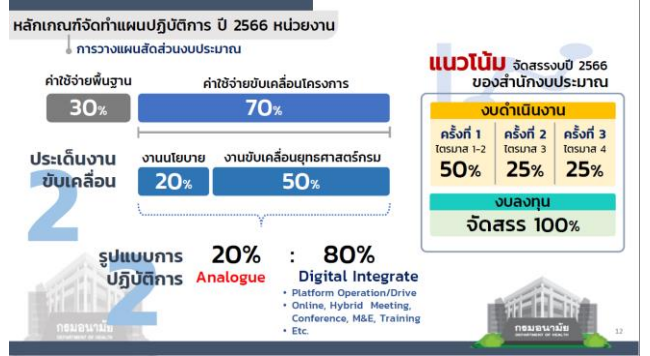 หลักเกณฑ์จัดทำแผนปฏิบัติการ ปี 2566 หน่วยงาน
การวางแผนสัดส่วนงบประมาณ
ค่าใช้จ่ายพื้นฐาน
ค่าใช้จ่ายขับเคลื่อนโครงการ
30%
70%
ประเด็นงาน
ขับเคลื่อน
2
งานนโยบาย
งานขับเคลื่อนยุทธศาสตร์กรม
20%
50%
รูปแบบการ
ปฏิบัติการ
2
20% : 80%
Analogue
Digital Integrate
• Platform Operation/Drive
• Online, Hybrid Meeting,
Conference, M&E, Training
• Etc.
แนวโน้ม จัดสรรงบปี 2566
ของสำนักงบประมาณ
งบดำเนินงาน
ครั้งที่ 1 ครั้งที่ 2 ครั้งที่ 3
ไตรมาส 1-2 ไตรมาส 3 ไตรมาส 4
50% 25% 25%
งบลงทุน
จัดสรร 100%
กรมอนามัย
DEPARTMENT OF HEALTH
กรมอนามัย
DEPARTMENT OF HEALTH
12